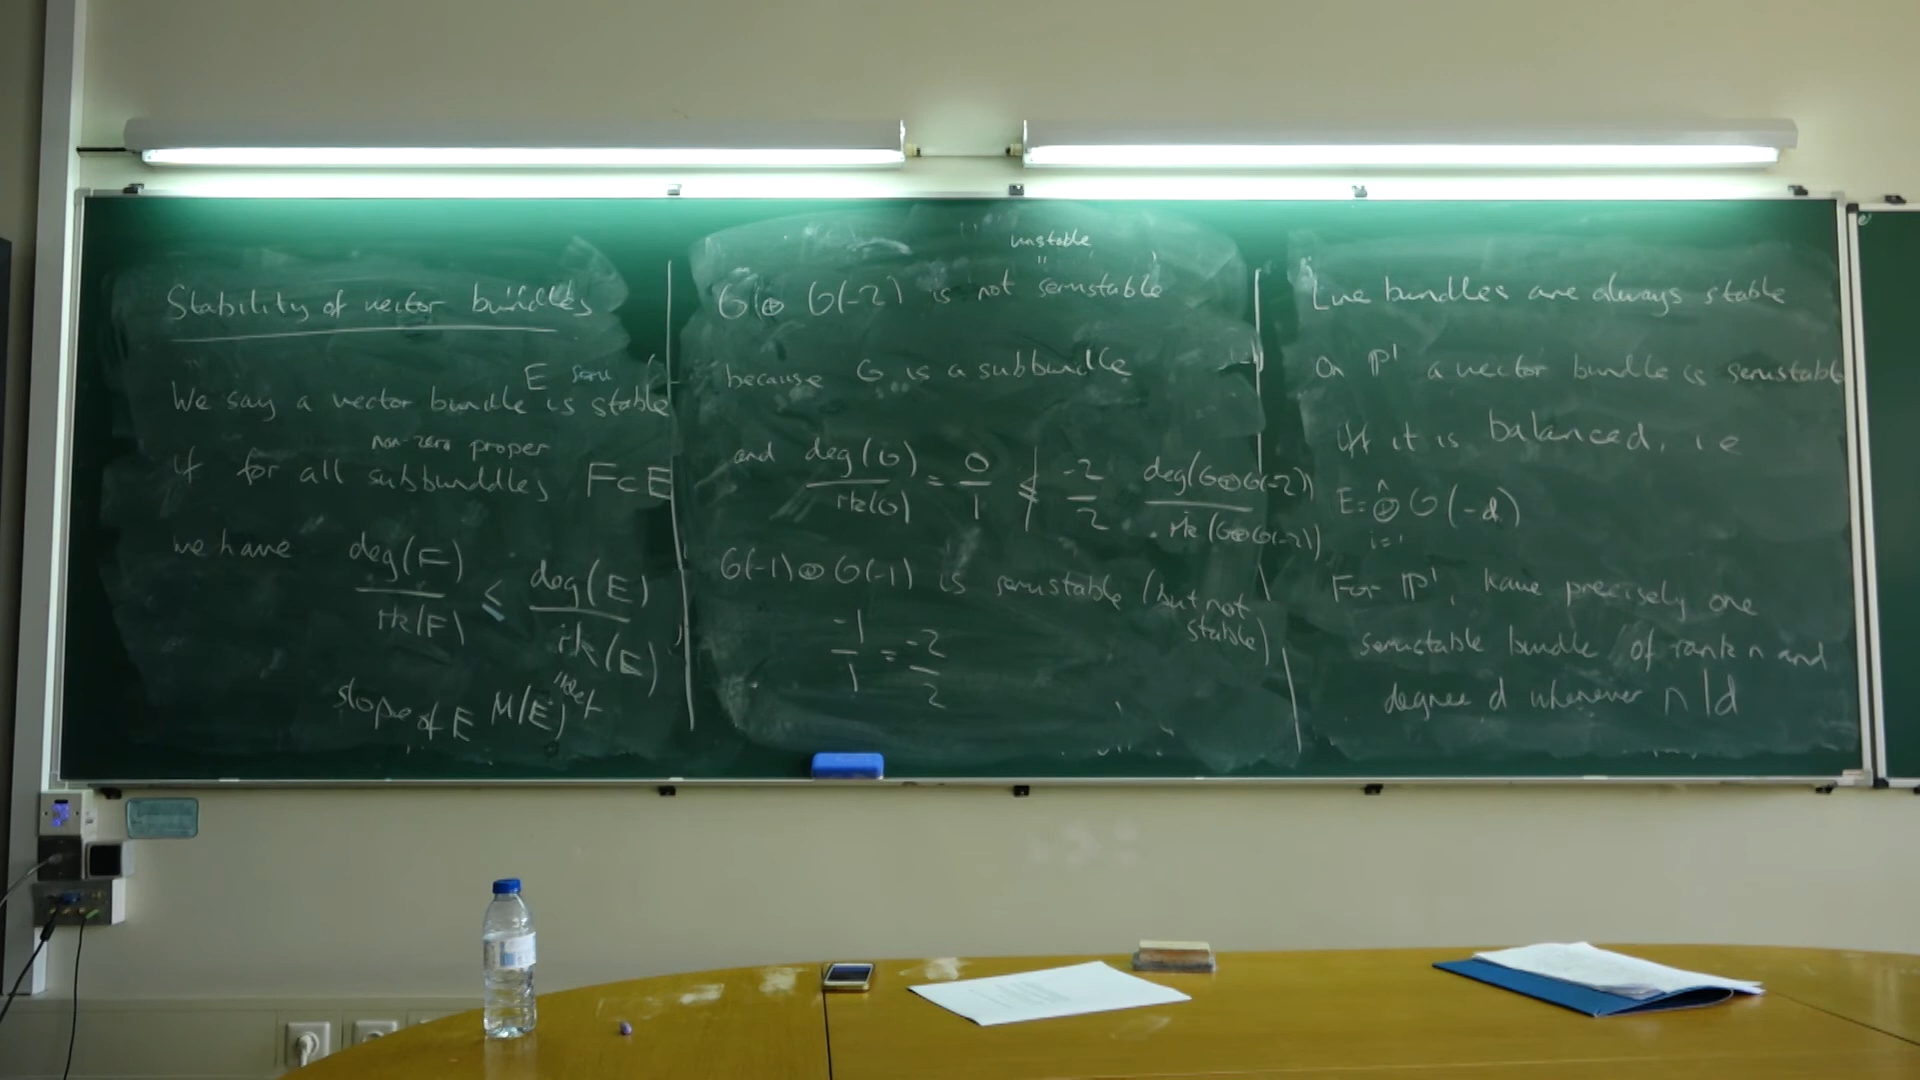 Stability of vector bundles
E semi
We say a vector bundle is stable
non-zero proper
if for all subbundles F⊂E
we have deg(F)/rk(F) ≤ deg(E)/rk(E)
slope of E μ(E) "def
unstable
"
O⊕O(-2) is not semistable
because O is a subbundle
and deg(O)/rk(O) = 0/1 ≰ -2/2 deg(O⊕O(-2))/rk(O⊕O(-2))
O(-1)⊕O(-1) is semistable (but not
stable)
-1/1 = -2/2
Line bundles are always stable
On ℙ¹ a vector bundle is semistable
iff it is balanced, i.e
E = ⊕ⁿᵢ₌₁ O(-d)
For ℙ¹, have precisely one
semistable bundle of rank n and
degree d whenever n|d